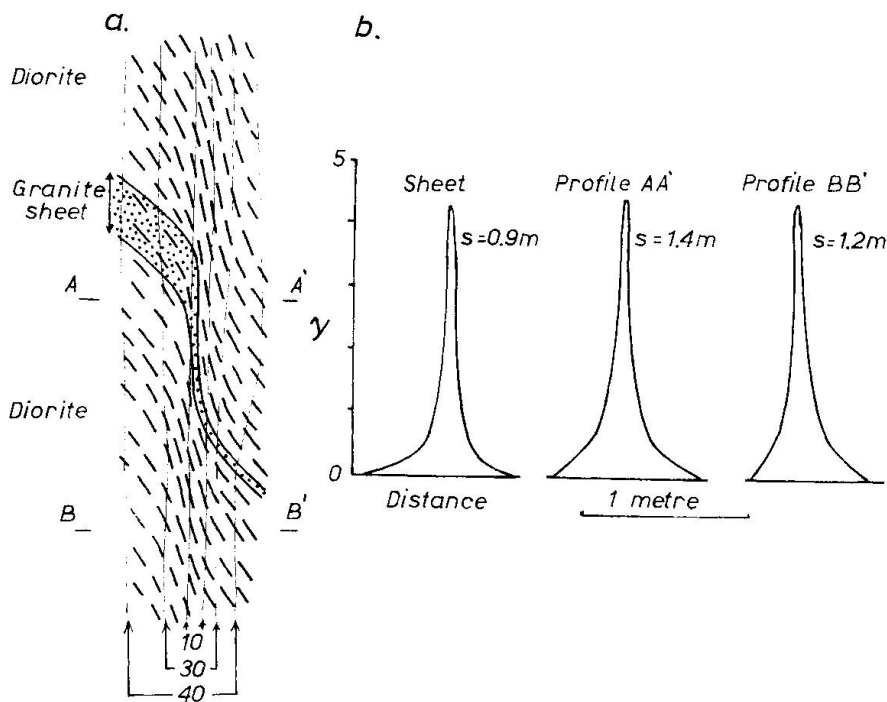 a.
Diorite
Granite
sheet
A
A'
Diorite
B
B'
10
30
40
b.
5
γ
0
Sheet
s=0.9m
Profile AA'
s=1.4m
Profile BB'
s=1.2m
Distance
1 metre